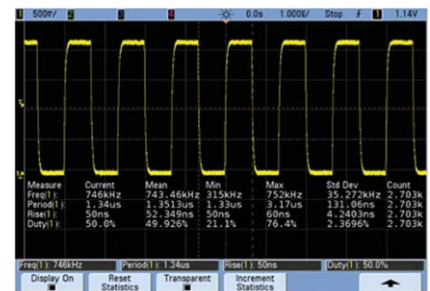 1 500▽/ 2 3 4 0.0s 1.000▽/ Stop f 1 1.14V
Measure Current Mean Min Max Std Dev Count
Freq(1): 746kHz 743.46kHz 315kHz 752kHz 35.272kHz 2.703k
Period(1): 1.34us 1.3513us 1.33us 3.17us 131.06ns 2.703k
Rise(1): 50ns 52.349ns 50ns 60ns 4.2403ns 2.703k
Duty(1): 50.0% 49.926% 21.1% 76.4% 2.3696% 2.703k
Freq(1): 746kHz Period(1): 1.34us Rise(1): 50ns Duty(1): 50.0%
Display On Reset Statistics Transparent Increment Statistics